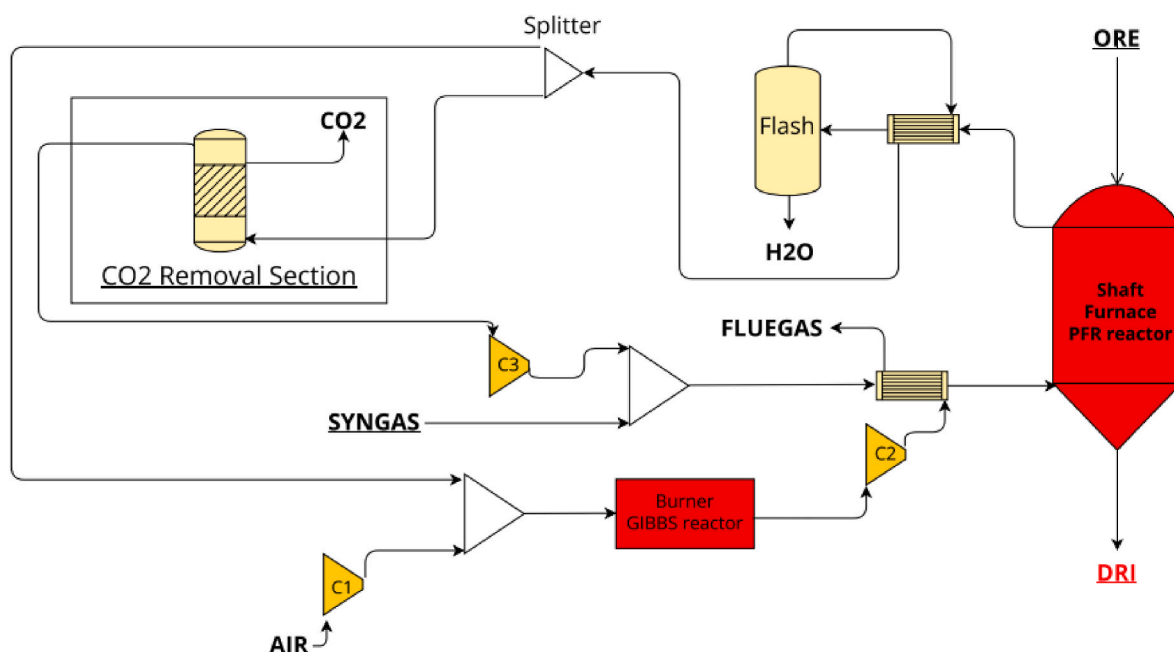 Splitter
ORE
CO2
Flash
CO2 Removal Section
H2O
Shaft
Furnace
PFR reactor
FLUEGAS
C3
SYNGAS
C2
Burner
GIBBS reactor
C1
DRI
AIR